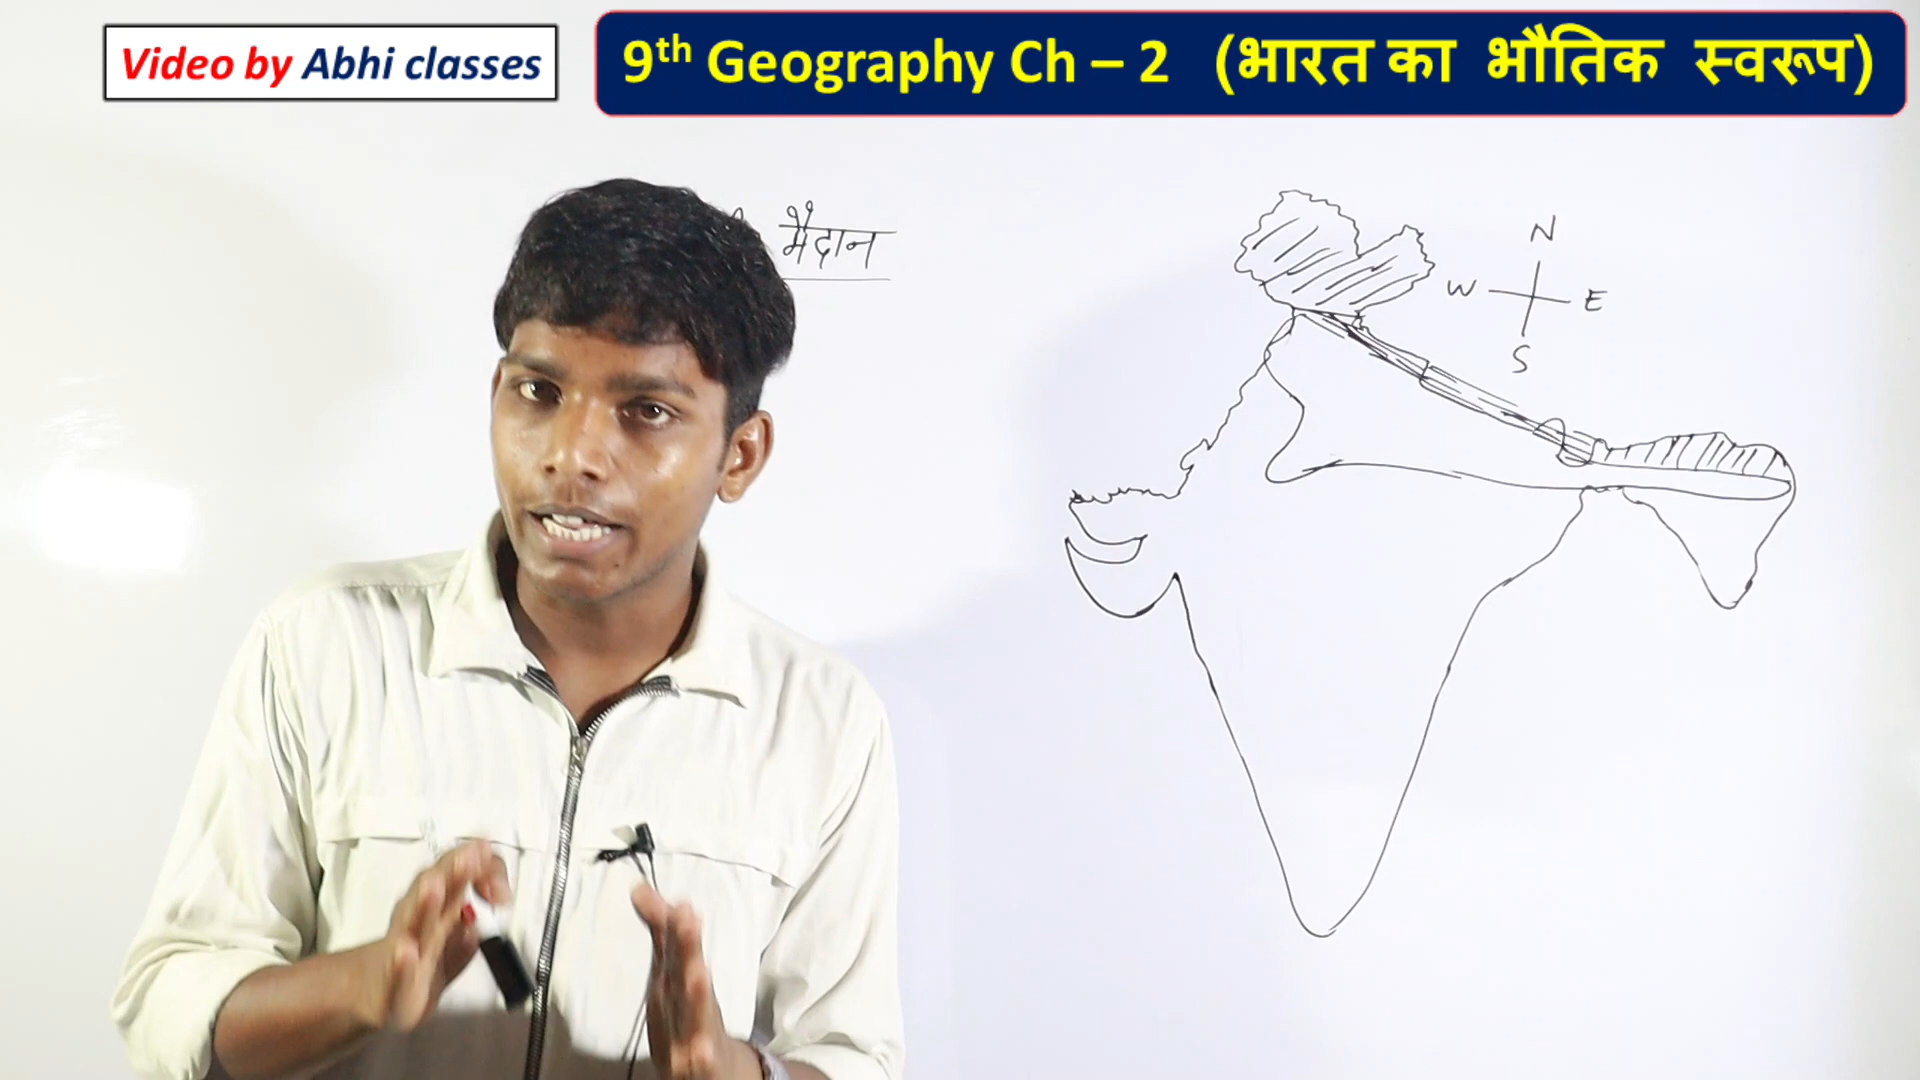 Video by Abhi classes
9th Geography Ch – 2 (भारत का भौतिक स्वरूप)
मैदान
N
W E
S